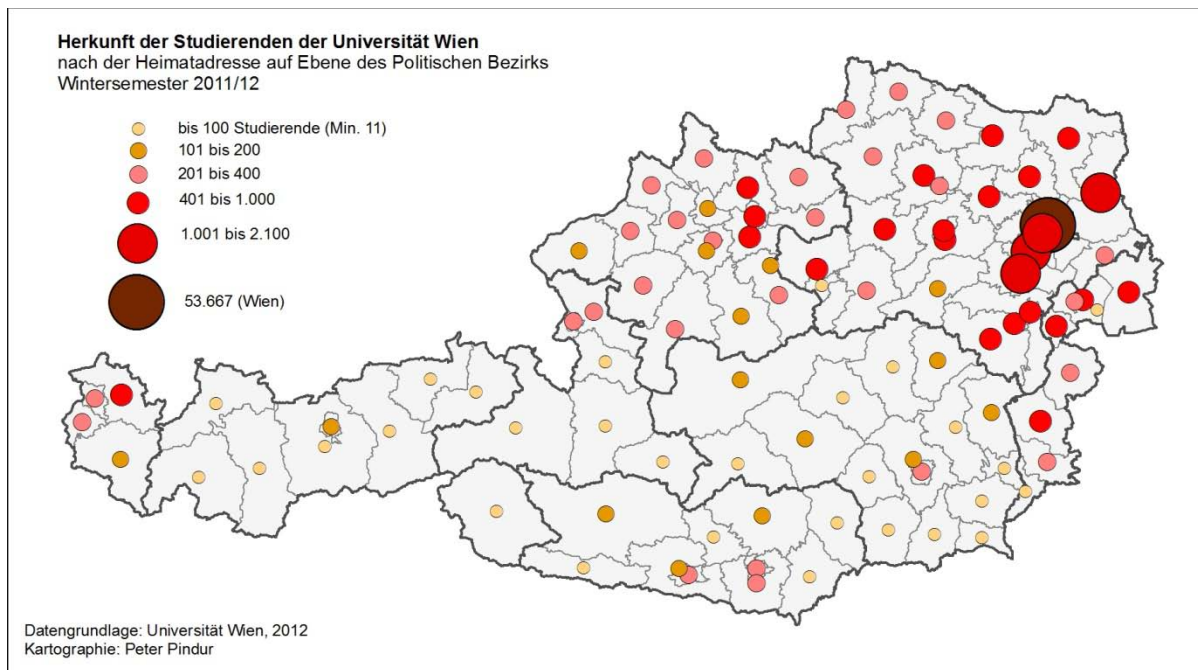 Herkunft der Studierenden der Universität Wien
nach der Heimatadresse auf Ebene des Politischen Bezirks
Wintersemester 2011/12
bis 100 Studierende (Min. 11)
101 bis 200
201 bis 400
401 bis 1.000
1.001 bis 2.100
53.667 (Wien)
Datengrundlage: Universität Wien, 2012
Kartographie: Peter Pindur